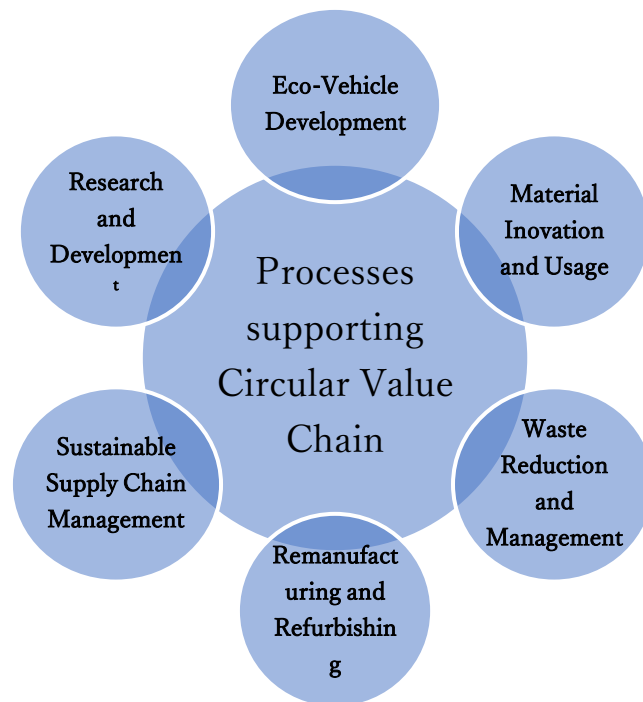 Eco-Vehicle
Development
Material
Inovation
and Usage
Waste
Reduction
and
Management
Remanufact
uring and
Refurbishin
g
Sustainable
Supply Chain
Management
Research
and
Developmen
t
Processes
supporting
Circular Value
Chain